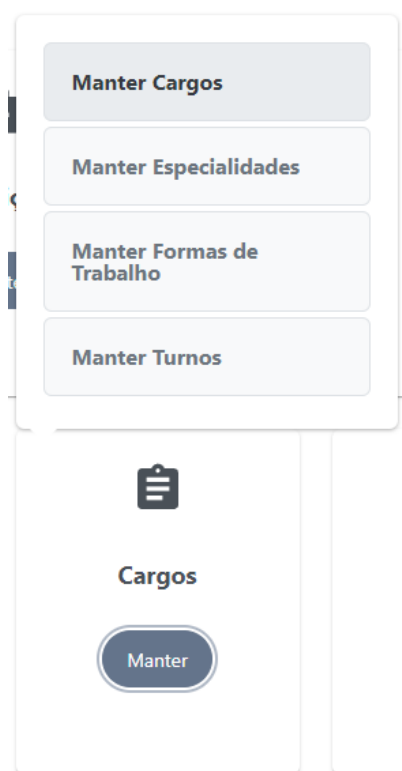 Manter Cargos
Manter Especialidades
Manter Formas de
Trabalho
Manter Turnos
Cargos
Manter